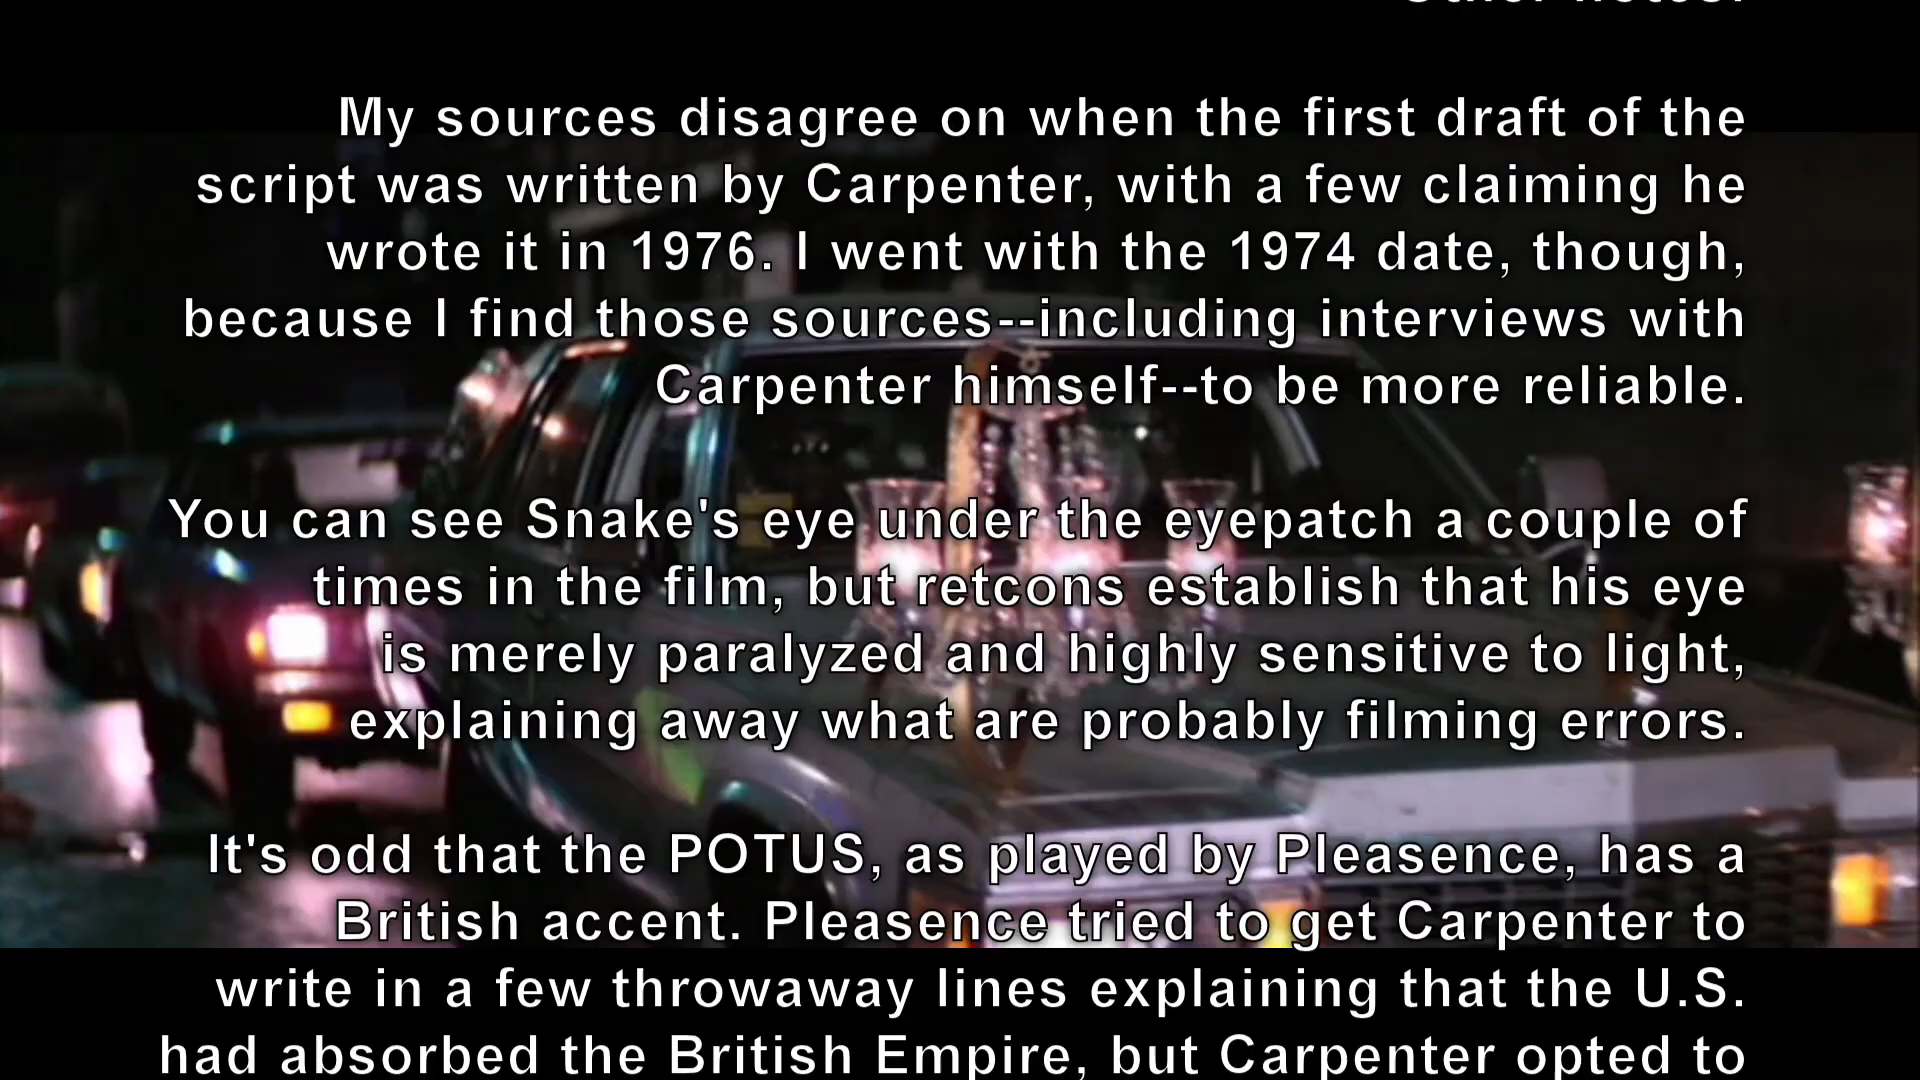 Other notes:
My sources disagree on when the first draft of the
script was written by Carpenter, with a few claiming he
wrote it in 1976. I went with the 1974 date, though,
because I find those sources--including interviews with
Carpenter himself--to be more reliable.
You can see Snake's eye under the eyepatch a couple of
times in the film, but retcons establish that his eye
is merely paralyzed and highly sensitive to light,
explaining away what are probably filming errors.
It's odd that the POTUS, as played by Pleasence, has a
British accent. Pleasence tried to get Carpenter to
write in a few throwaway lines explaining that the U.S.
had absorbed the British Empire, but Carpenter opted to